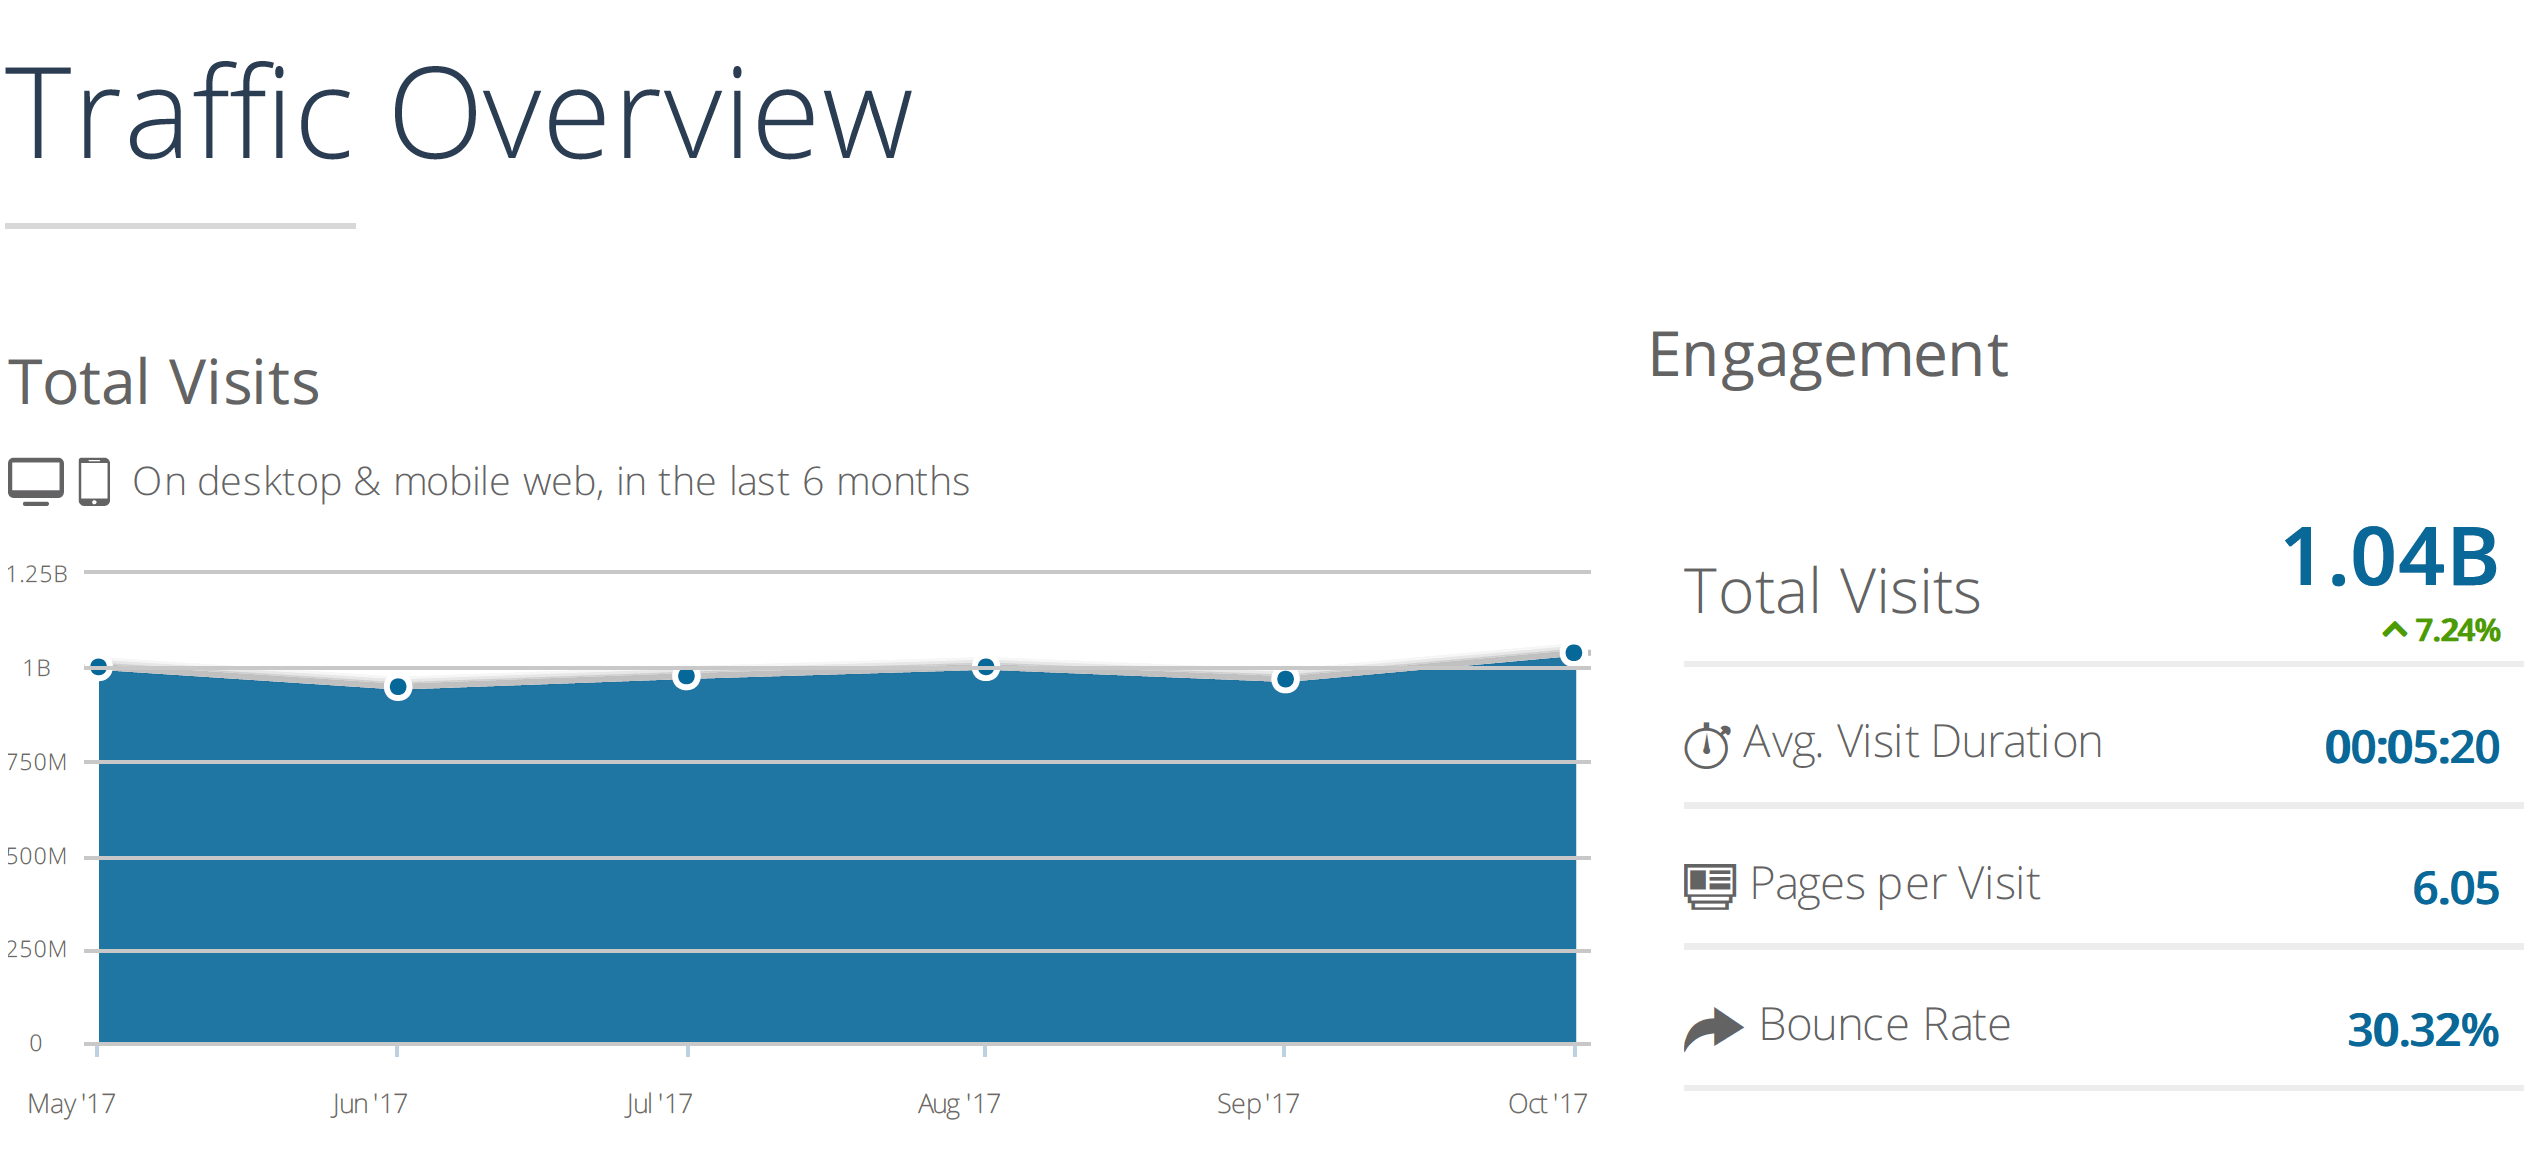 Traffic Overview
Total Visits
On desktop & mobile web, in the last 6 months
1.25B
1B
750M
500M
250M
0
May '17 Jun '17 Jul '17 Aug '17 Sep '17 Oct '17
Engagement
Total Visits 1.04B
7.24%
Avg. Visit Duration 00:05:20
Pages per Visit 6.05
Bounce Rate 30.32%